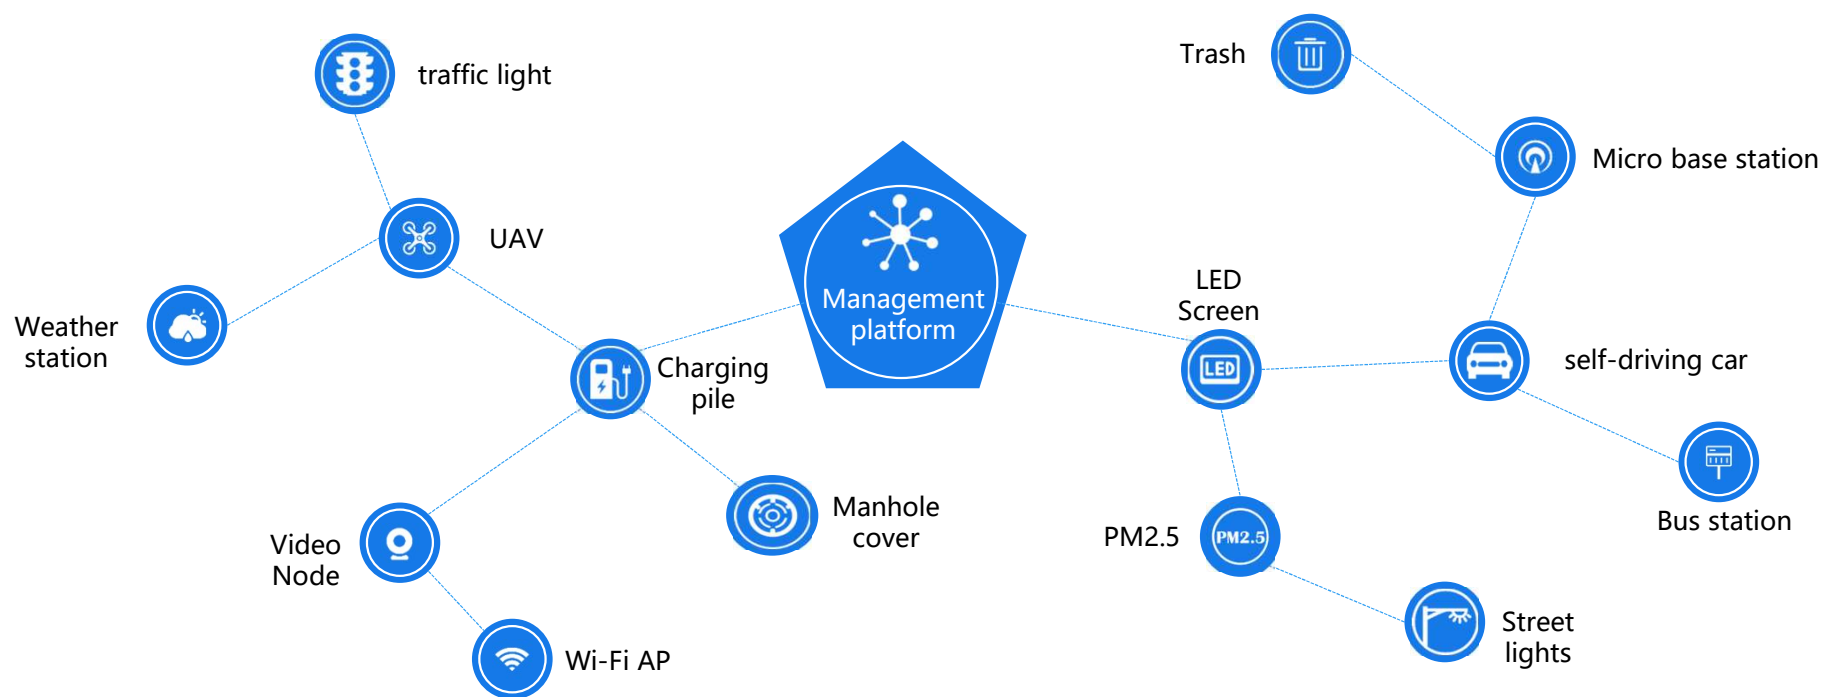 traffic light
Trash
Micro base station
UAV
Management
platform
LED
Screen
Weather
station
Charging
pile
LED
self-driving car
Manhole
cover
Bus station
Video
Node
PM2.5
PM2.5
Street
lights
Wi-Fi AP